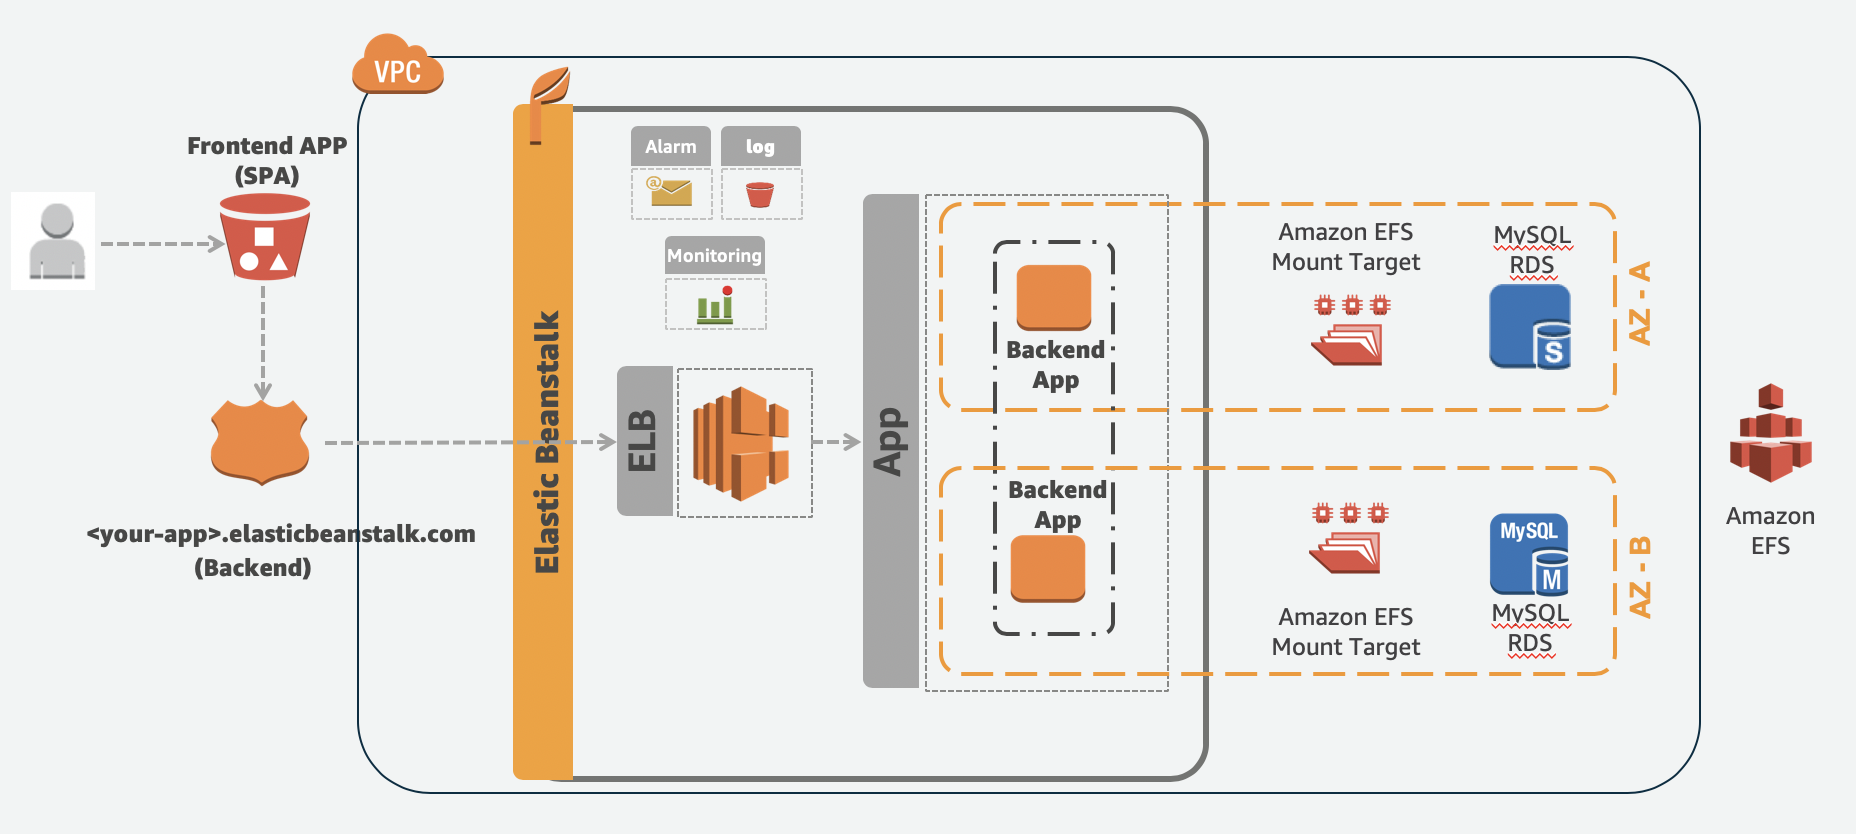 VPC
Frontend APP
(SPA)
<your-app>.elasticbeanstalk.com
(Backend)
Elastic Beanstalk
Alarm
log
@
Monitoring
ELB
App
Backend
App
Amazon EFS
Mount Target
MySQL
RDS
S
AZ - A
Backend
App
Amazon EFS
Mount Target
MySQL
M
MySQL
RDS
AZ - B
Amazon
EFS